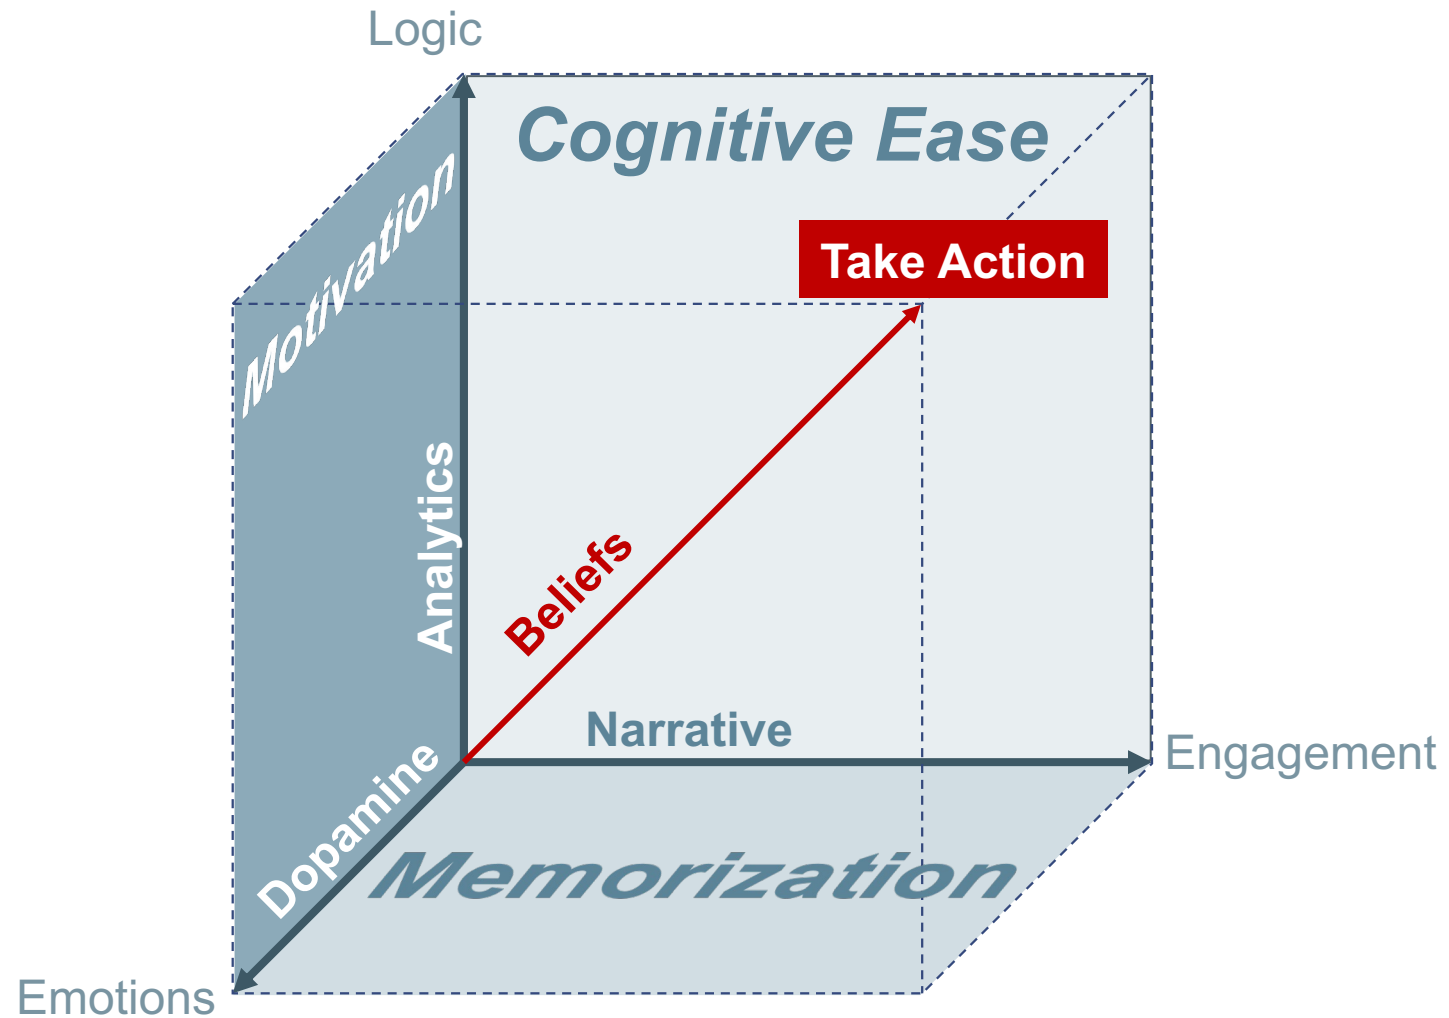 Logic
Cognitive Ease
Motivation
Take Action
Analytics
Beliefs
Narrative
Engagement
Dopamine
Memorization
Emotions